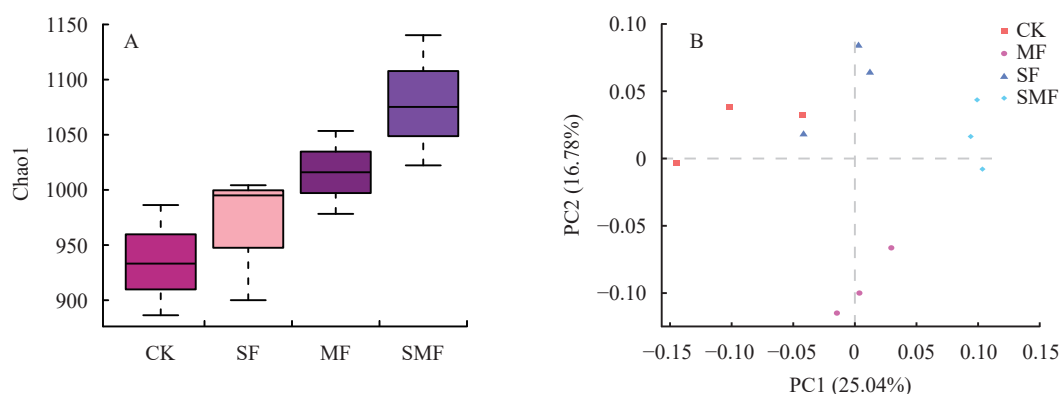 A
Chao1
1150
1100
1050
1000
950
900
CK SF MF SMF
B
CK
MF
SF
SMF
PC2 (16.78%)
0.10
0.05
0
−0.05
−0.10
−0.15 −0.10 −0.05 0 0.05 0.10 0.15
PC1 (25.04%)